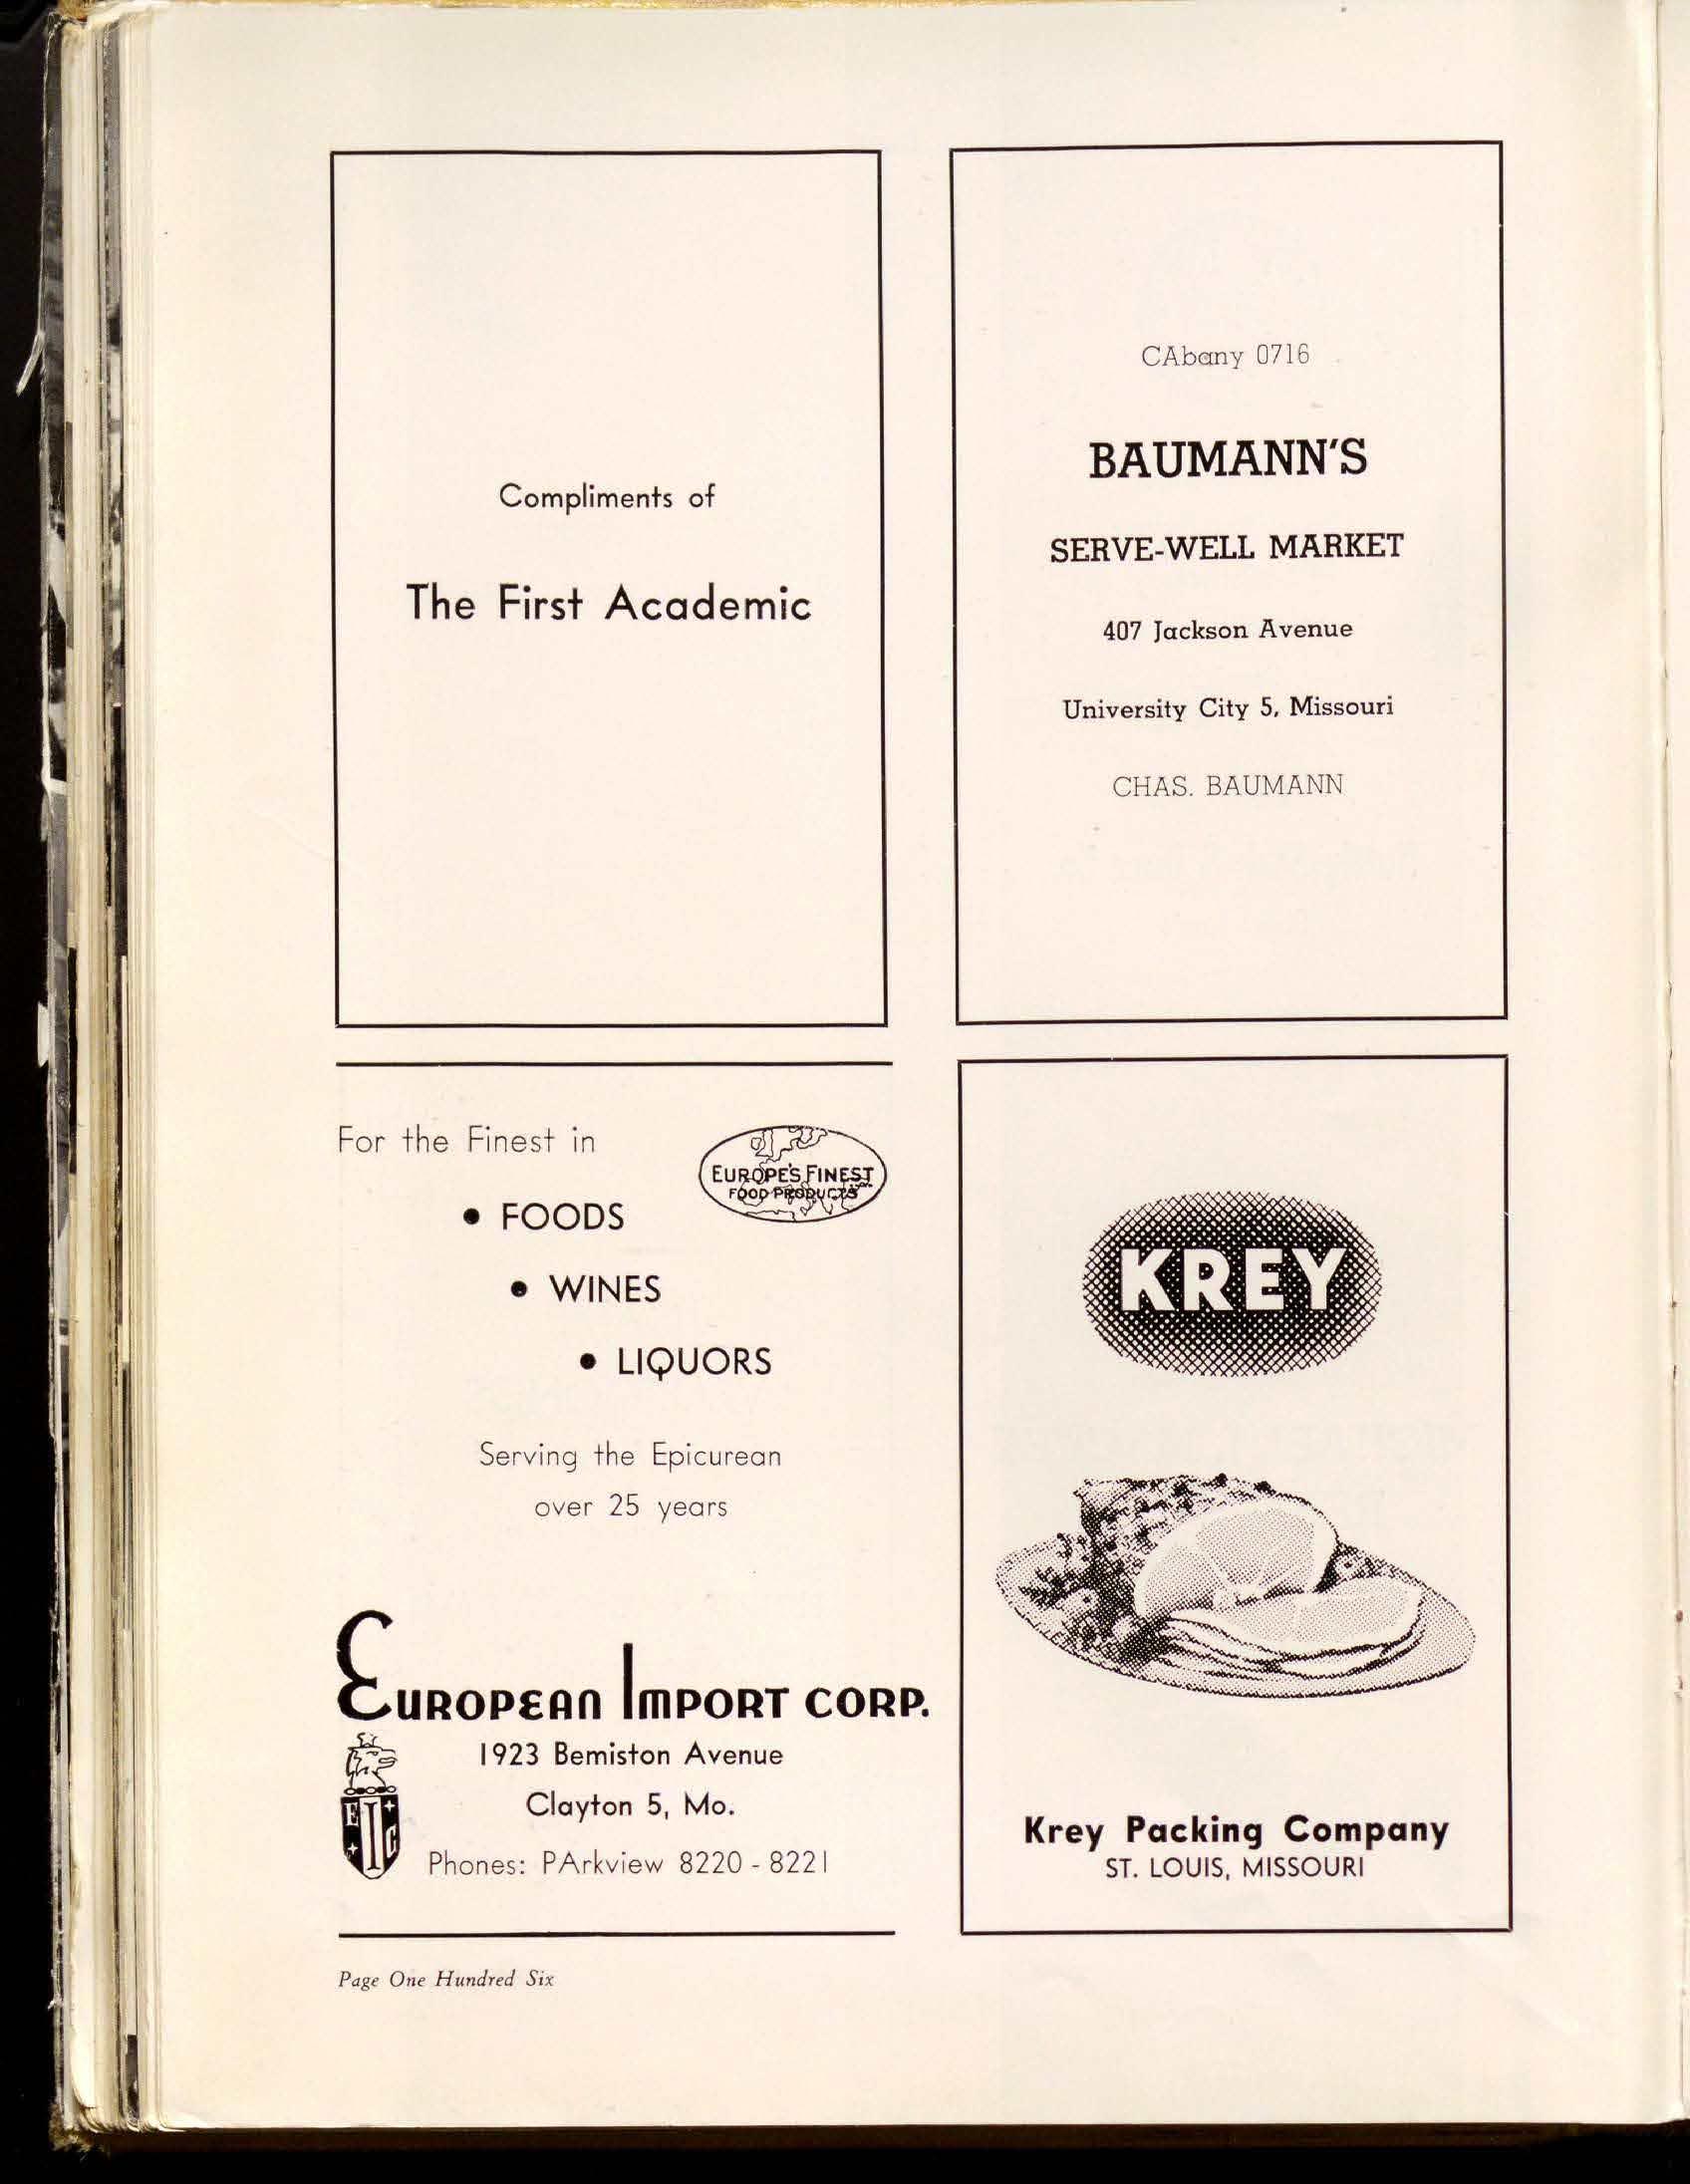 Compliments of
The First Academic
CAbany 0716
BAUMANN'S
SERVE-WELL MARKET
407 Jackson Avenue
University City 5, Missouri
CHAS. BAUMANN
For the Finest in
EUROPE'S FINEST
FOOD PRODUCTS
• FOODS
• WINES
• LIQUORS
Serving the Epicurean
over 25 years
EUROPEAN IMPORT CORP.
1923 Bemiston Avenue
Clayton 5, Mo.
Phones: PArkview 8220 - 8221
EIC
KREY
Krey Packing Company
ST. LOUIS, MISSOURI
Page One Hundred Six